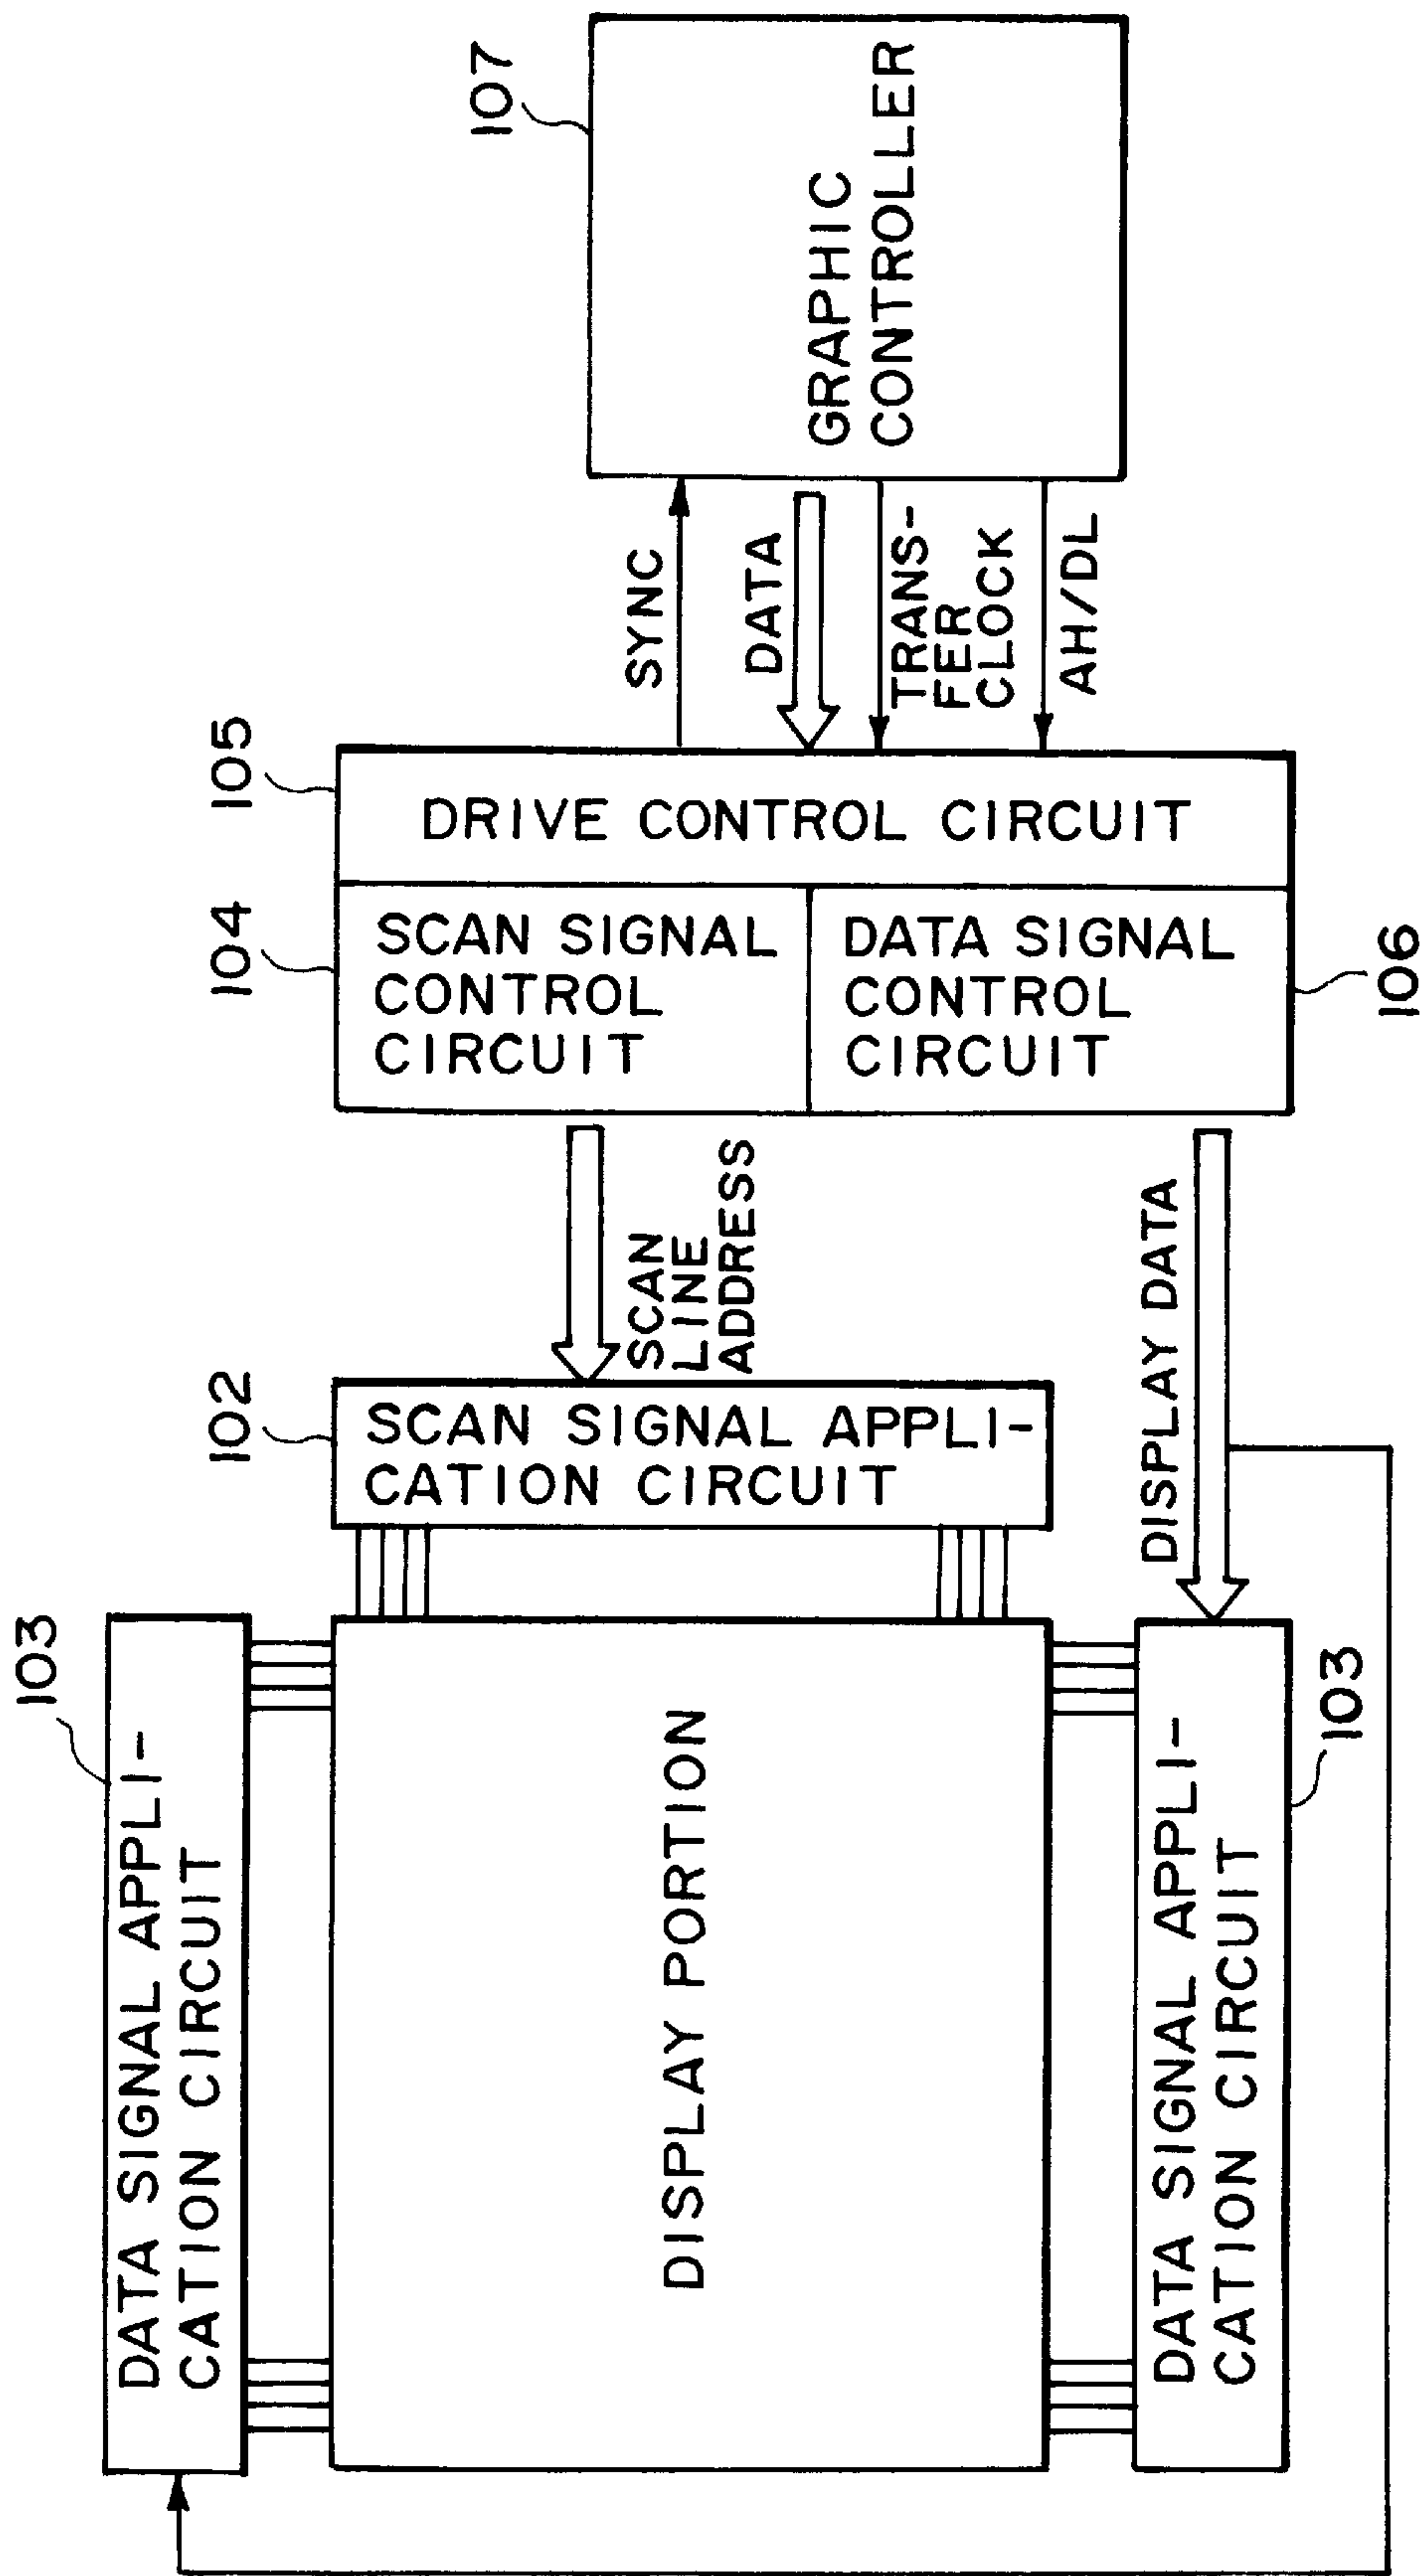 107
GRAPHIC
CONTROLLER
SYNC
DATA
TRANS-
FER
CLOCK
AH/DL
105
DRIVE CONTROL CIRCUIT
104
SCAN SIGNAL
CONTROL
CIRCUIT
DATA SIGNAL
CONTROL
CIRCUIT
106
SCAN
LINE
ADDRESS
DISPLAY DATA
102
SCAN SIGNAL APPLI-
CATION CIRCUIT
103
DATA SIGNAL APPLI-
CATION CIRCUIT
DISPLAY PORTION
DATA SIGNAL APPLI-
CATION CIRCUIT
103